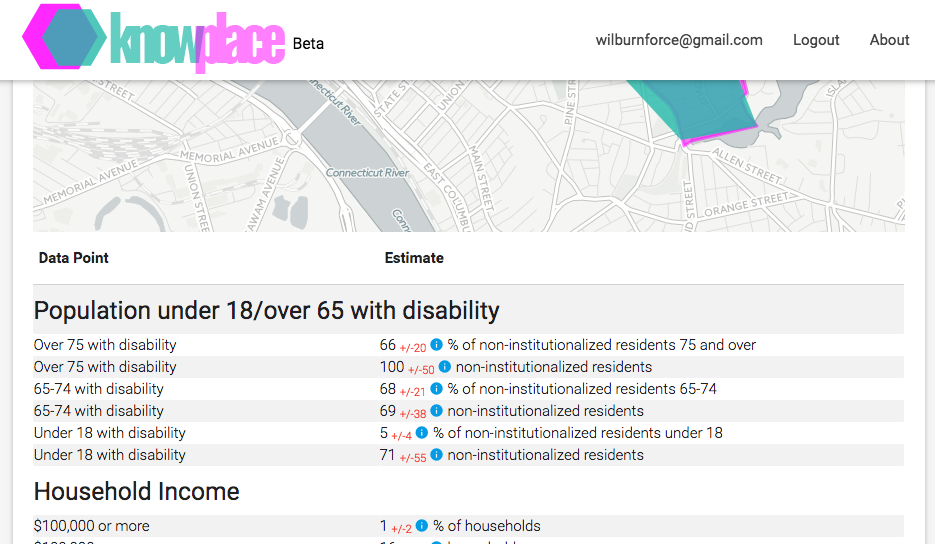 knowplace Beta
wilburnforce@gmail.com Logout About
STREET
Connecticut River
STATE S
UNION
PINE STREET
MEMORIAL AVENUE
MEMORIAL AVENUE
UNION STREET
Connecticut River
MAIN STREET
EAST COLUMBU
ALLEN STREET
ORANGE STREET
STREET
Data Point Estimate
Population under 18/over 65 with disability
Over 75 with disability 66 +/-20 i % of non-institutionalized residents 75 and over
Over 75 with disability 100 +/-50 i non-institutionalized residents
65-74 with disability 68 +/-21 i % of non-institutionalized residents 65-74
65-74 with disability 69 +/-38 i non-institutionalized residents
Under 18 with disability 5 +/-4 i % of non-institutionalized residents under 18
Under 18 with disability 71 +/-55 i non-institutionalized residents
Household Income
$100,000 or more 1 +/-2 i % of households